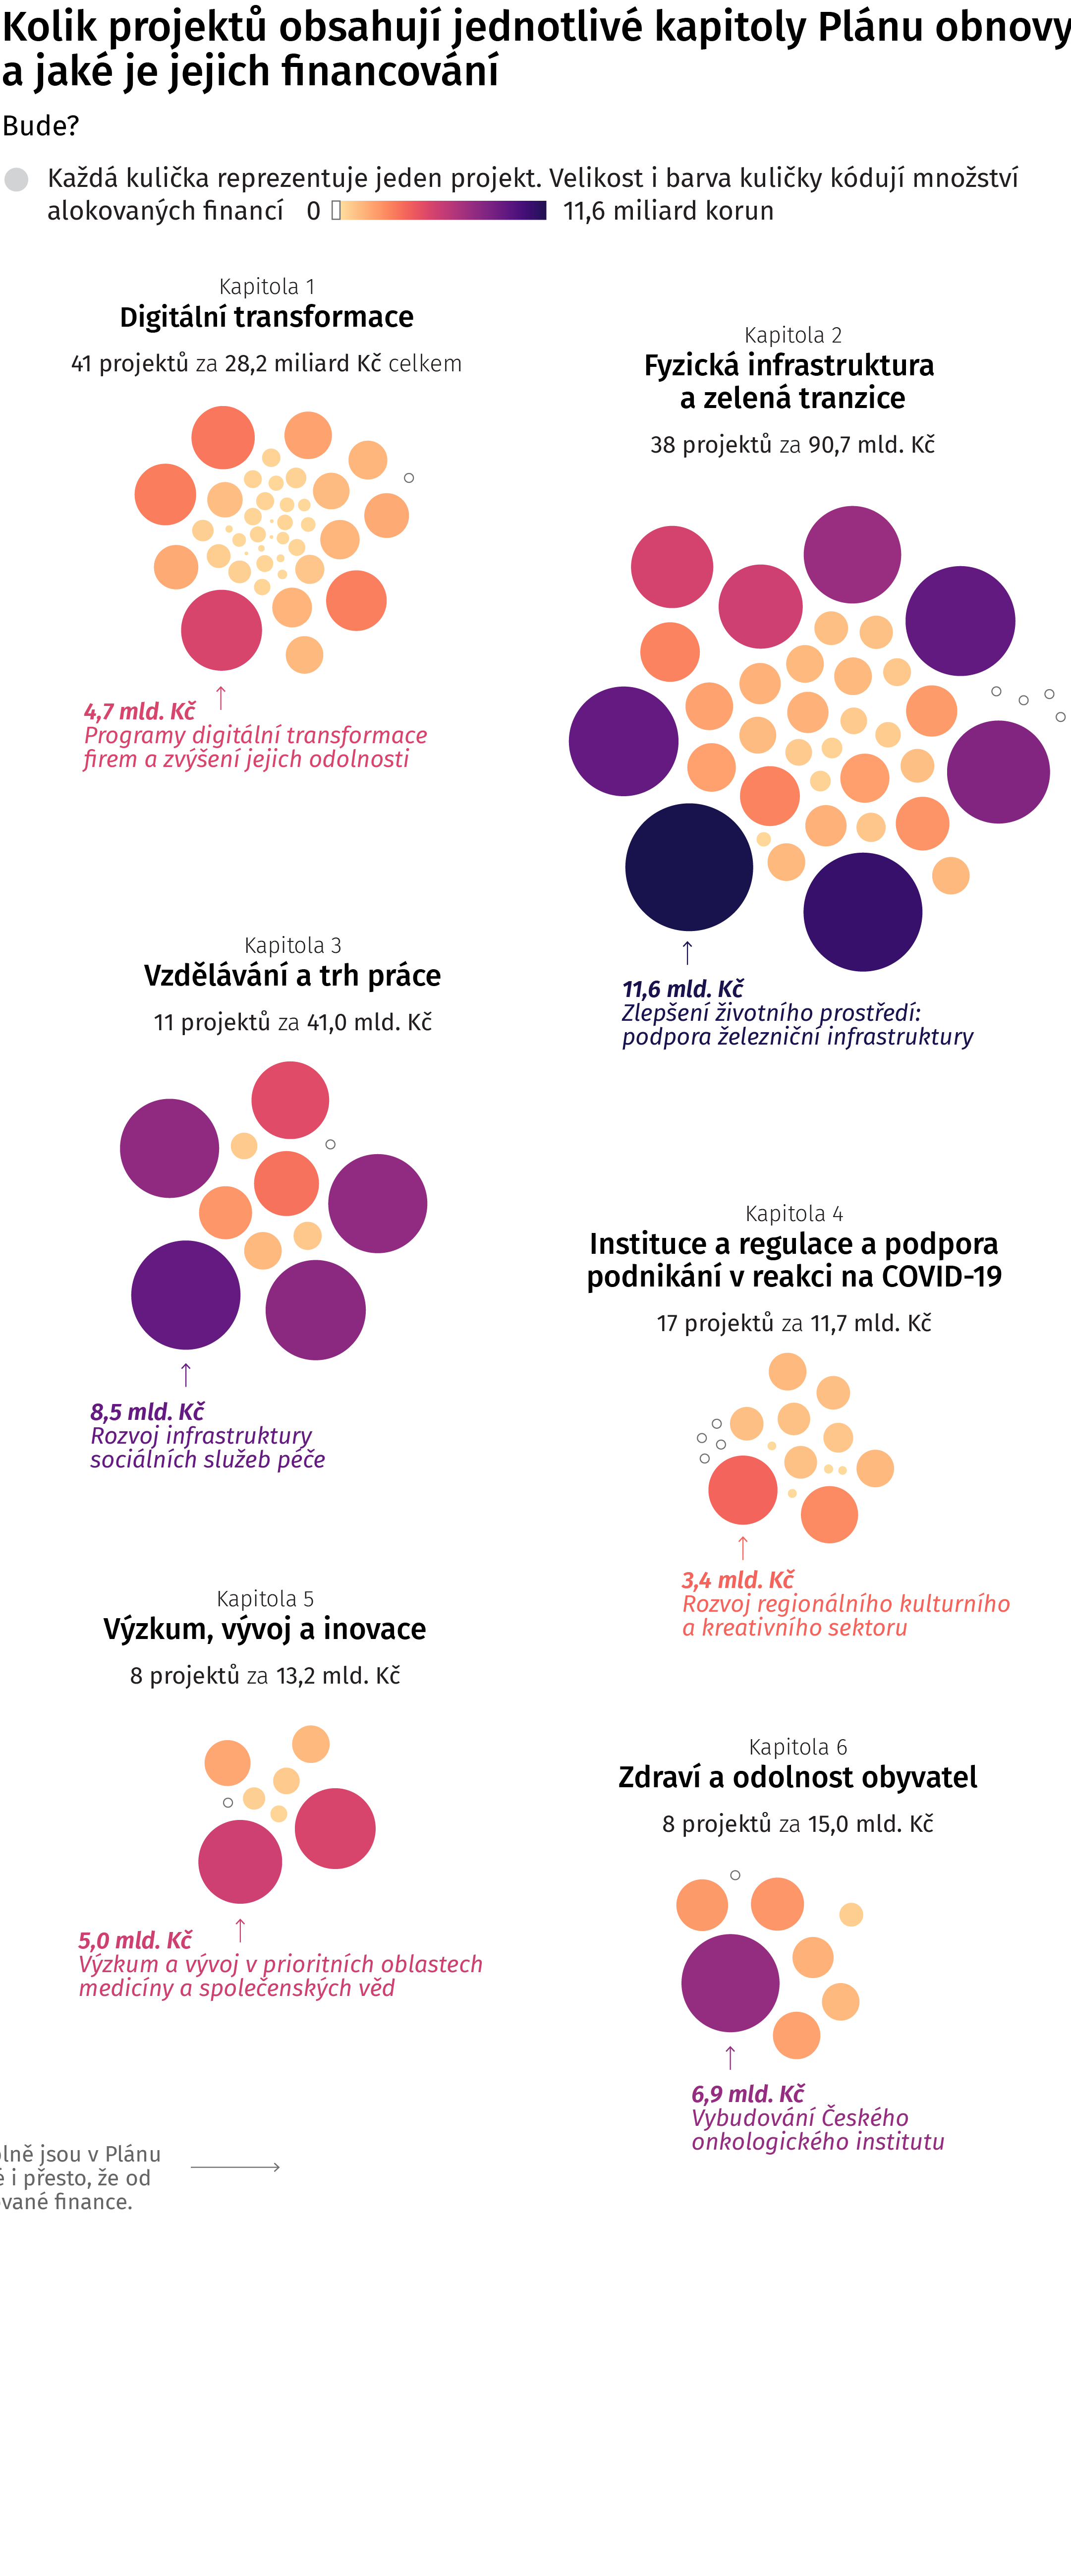 Kolik projektů obsahují jednotlivé kapitoly Plánu obnovy
a jaké je jejich financování
Bude?
Každá kulička reprezentuje jeden projekt. Velikost i barva kuličky kódují množství
alokovaných financí 0 11,6 miliard korun
Kapitola 1
Digitální transformace
41 projektů za 28,2 miliard Kč celkem
4,7 mld. Kč
Programy digitální transformace
firem a zvýšení jejich odolnosti
Kapitola 2
Fyzická infrastruktura
a zelená tranzice
38 projektů za 90,7 mld. Kč
11,6 mld. Kč
Zlepšení životního prostředí:
podpora železniční infrastruktury
Kapitola 3
Vzdělávání a trh práce
11 projektů za 41,0 mld. Kč
8,5 mld. Kč
Rozvoj infrastruktury
sociálních služeb péče
Kapitola 4
Instituce a regulace a podpora
podnikání v reakci na COVID-19
17 projektů za 11,7 mld. Kč
3,4 mld. Kč
Rozvoj regionálního kulturního
a kreativního sektoru
Kapitola 5
Výzkum, vývoj a inovace
8 projektů za 13,2 mld. Kč
5,0 mld. Kč
Výzkum a vývoj v prioritních oblastech
medicíny a společenských věd
Kapitola 6
Zdraví a odolnost obyvatel
8 projektů za 15,0 mld. Kč
6,9 mld. Kč
Vybudování Českého
onkologického institutu
jsou v Plánu
i přesto, že od
finance.